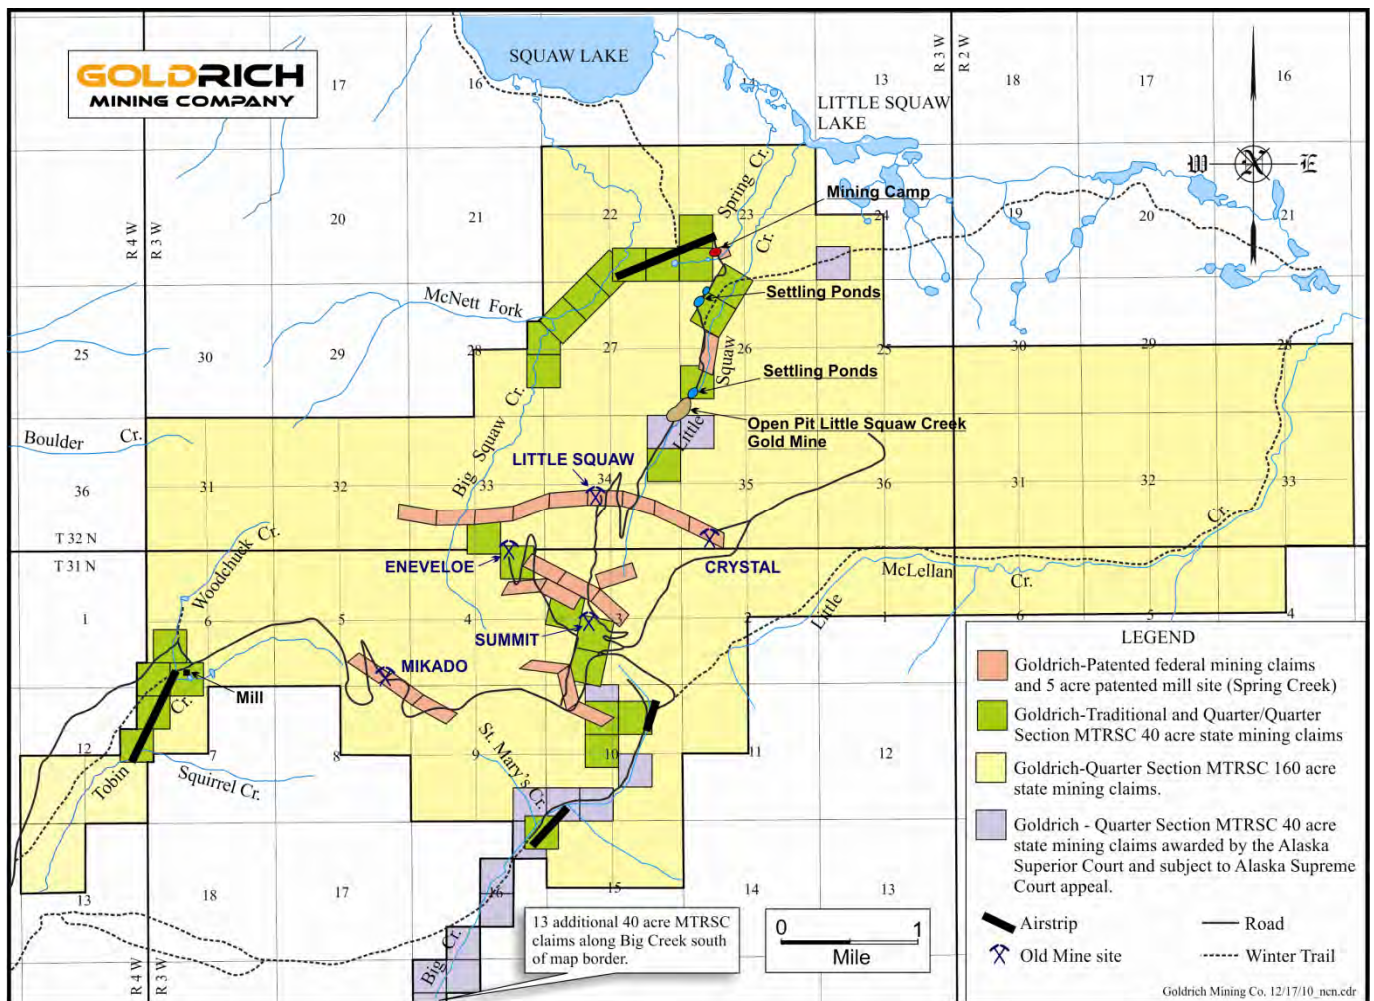 GOLDRICH
MINING COMPANY
SQUAW LAKE
LITTLE SQUAW
LAKE
R 3 W
R 2 W
17
16
14
13
18
17
16
W
N
E
R 4 W
R 3 W
20
21
22
23
24
19
20
21
Spring Cr.
Mining Camp
Cr.
McNett Fork
Settling Ponds
25
30
29
28
27
26
25
30
29
28
Squaw
Settling Ponds
Open Pit Little Squaw Creek
Gold Mine
Little
Boulder Cr.
Big Squaw Cr.
LITTLE SQUAW
36
31
32
33
34
35
36
31
32
33
T 32 N
T 31 N
Woodchuck Cr.
ENEVELOE
CRYSTAL
McLellan Cr.
Cr.
Little
1
6
5
4
3
2
1
6
5
4
SUMMIT
MIKADO
Mill
Cr.
Tobin
Squirrel Cr.
St. Mary's Cr.
12
7
8
9
10
11
12
13
18
17
16
15
14
13
Big Cr.
R 4 W
R 3 W
13 additional 40 acre MTRSC
claims along Big Creek south
of map border.
0
1
Mile
LEGEND
Goldrich-Patented federal mining claims
and 5 acre patented mill site (Spring Creek)
Goldrich-Traditional and Quarter/Quarter
Section MTRSC 40 acre state mining claims
Goldrich-Quarter Section MTRSC 160 acre
state mining claims.
Goldrich - Quarter Section MTRSC 40 acre
state mining claims awarded by the Alaska
Superior Court and subject to Alaska Supreme
Court appeal.
Airstrip
Road
Old Mine site
Winter Trail
Goldrich Mining Co. 12/17/10_ncn.cdr